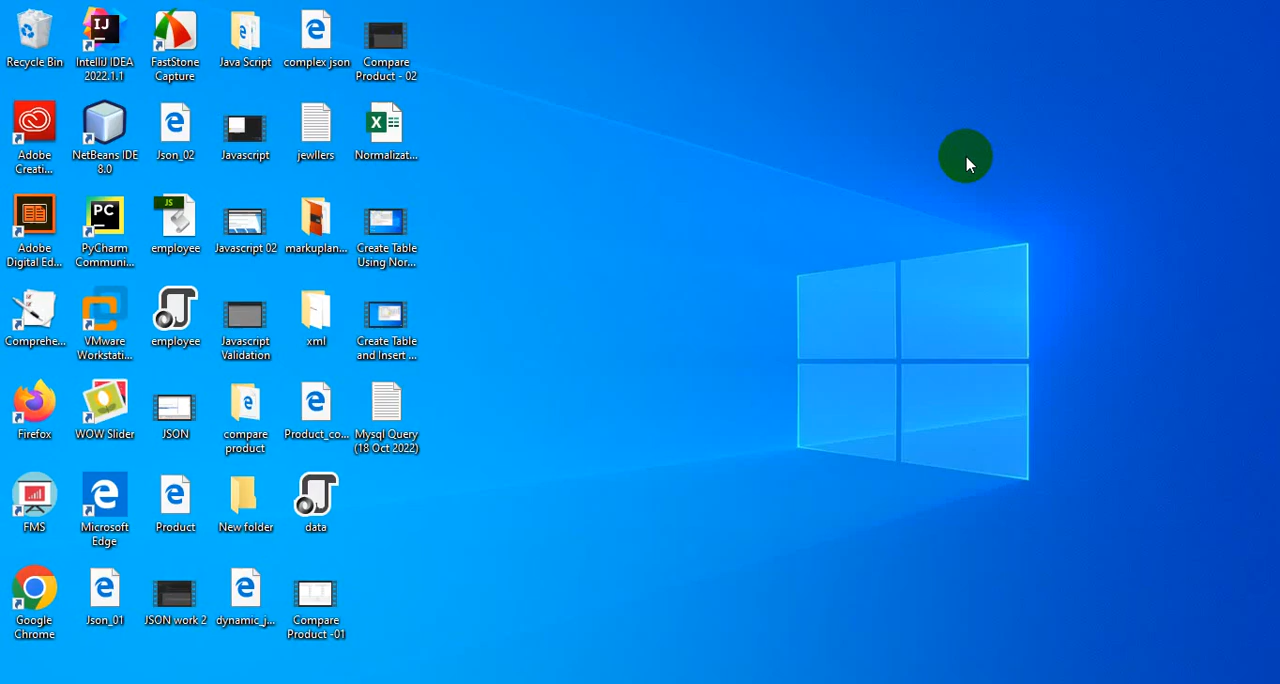 Recycle Bin
IntelliJ IDEA
2022.1.1
FastStone
Capture
Java Script
complex json
Compare
Product - 02
Adobe
Creati...
NetBeans IDE
8.0
Json_02
Javascript
jewllers
Normalizat...
Adobe
Digital Ed...
PyCharm
Communi...
employee
Javascript 02
markuplan...
Create Table
Using Nor...
Comprehe...
VMware
Workstati...
employee
Javascript
Validation
xml
Create Table
and Insert ...
Firefox
WOW Slider
JSON
compare
product
Product_co...
Mysql Query
(18 Oct 2022)
FMS
Microsoft
Edge
Product
New folder
data
Google
Chrome
Json_01
JSON work 2
dynamic_j...
Compare
Product -01
IJ
PC
JS
X